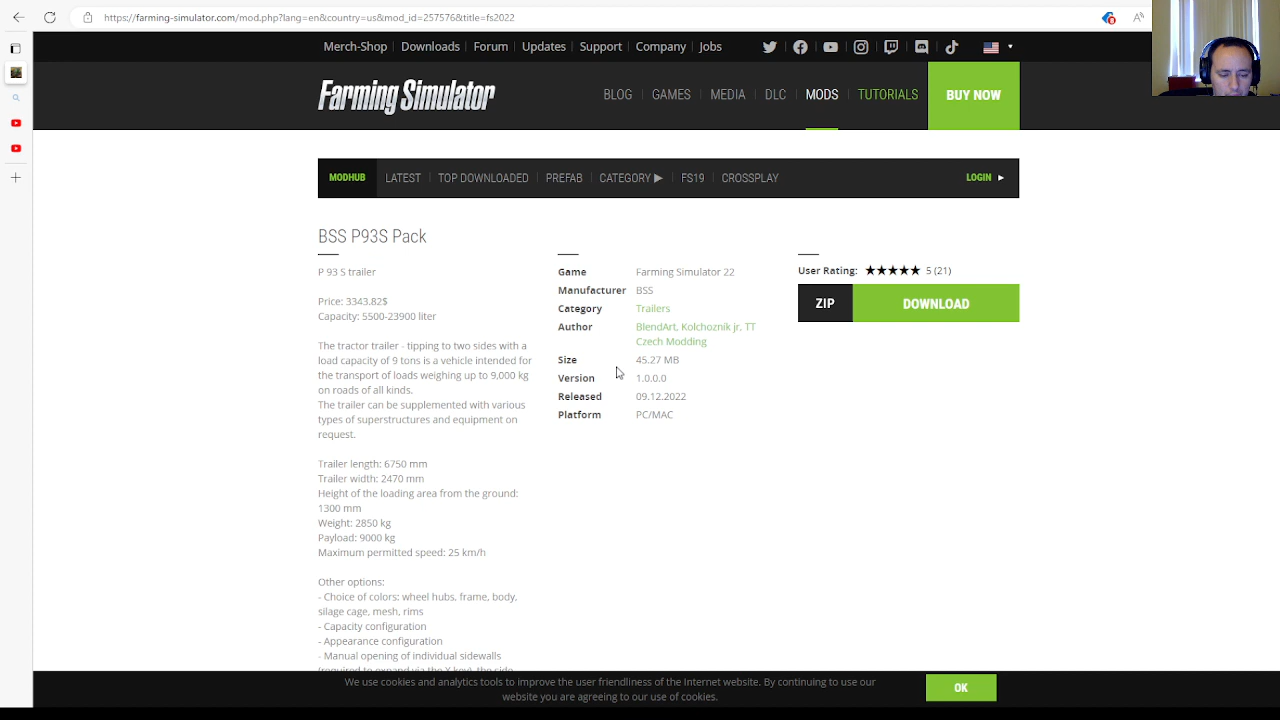 https://farming-simulator.com/mod.php?lang=en&country=us&mod_id=257576&title=fs2022
Merch-Shop Downloads Forum Updates Support Company Jobs
Farming Simulator
BLOG GAMES MEDIA DLC MODS TUTORIALS BUY NOW
MODHUB LATEST TOP DOWNLOADED PREFAB CATEGORY ▶ FS19 CROSSPLAY LOGIN ▶
BSS P93S Pack
P 93 S trailer
Price: 3343.82$
Capacity: 5500-23900 liter
The tractor trailer - tipping to two sides with a
load capacity of 9 tons is a vehicle intended for
the transport of loads weighing up to 9,000 kg
on roads of all kinds.
The trailer can be supplemented with various
types of superstructures and equipment on
request.
Trailer length: 6750 mm
Trailer width: 2470 mm
Height of the loading area from the ground:
1300 mm
Weight: 2850 kg
Payload: 9000 kg
Maximum permitted speed: 25 km/h
Other options:
- Choice of colors: wheel hubs, frame, body,
silage cage, mesh, rims
- Capacity configuration
- Appearance configuration
- Manual opening of individual sidewalls
(required to expand via the X key), the side
Game Farming Simulator 22
Manufacturer BSS
Category Trailers
Author BlendArt, Kolchoznik jr, TT
Czech Modding
Size 45.27 MB
Version 1.0.0.0
Released 09.12.2022
Platform PC/MAC
User Rating: ★★★★★ 5 (21)
ZIP DOWNLOAD
We use cookies and analytics tools to improve the user friendliness of the Internet website. By continuing to use our
website you are agreeing to our use of cookies.
OK